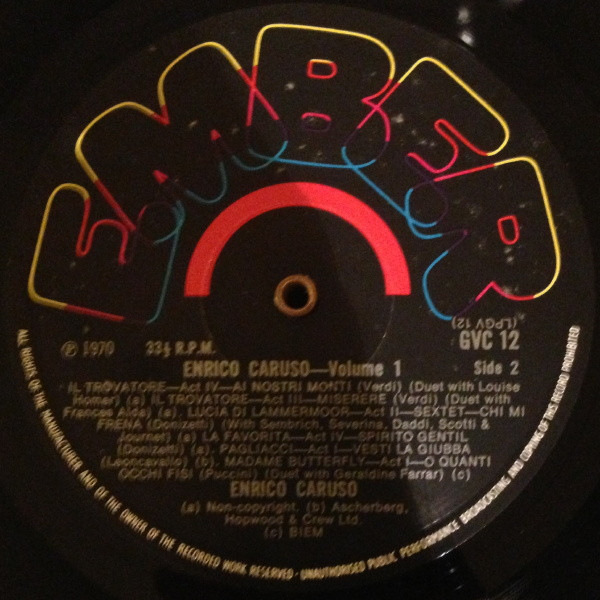 EMBER
(LPGV 12)
℗ 1970 33⅓ R.P.M. GVC 12
ENRICO CARUSO—Volume 1 Side 2
IL TROVATORE—Act IV—AI NOSTRI MONTI (Verdi) (Duet with Louise
Homer) (a) IL TROVATORE—Act III—MISERERE (Verdi) (Duet with
Frances Alda) (a). LUCIA DI LAMMERMOOR—Act II—SEXTET—CHI MI
FRENA (Donizetti) (With Sembrich, Severina, Daddi, Scotti &
Journet) (a) LA FAVORITA—Act IV—SPIRITO GENTIL
(Donizetti) (a). PAGLIACCI—Act I—VESTI LA GIUBBA
(Leoncavallo) (b). MADAME BUTTERFLY—Act I—O QUANTI
OCCHI FISI (Puccini) (Duet with Geraldine Farrar) (c)
ENRICO CARUSO
(a) Non-copyright. (b) Ascherberg,
Hopwood & Crew Ltd.
(c) BIEM
ALL RIGHTS OF THE MANUFACTURER AND OF THE OWNER OF THE RECORDED WORK RESERVED - UNAUTHORISED PUBLIC PERFORMANCE BROADCASTING AND COPYING OF THIS RECORD PROHIBITED